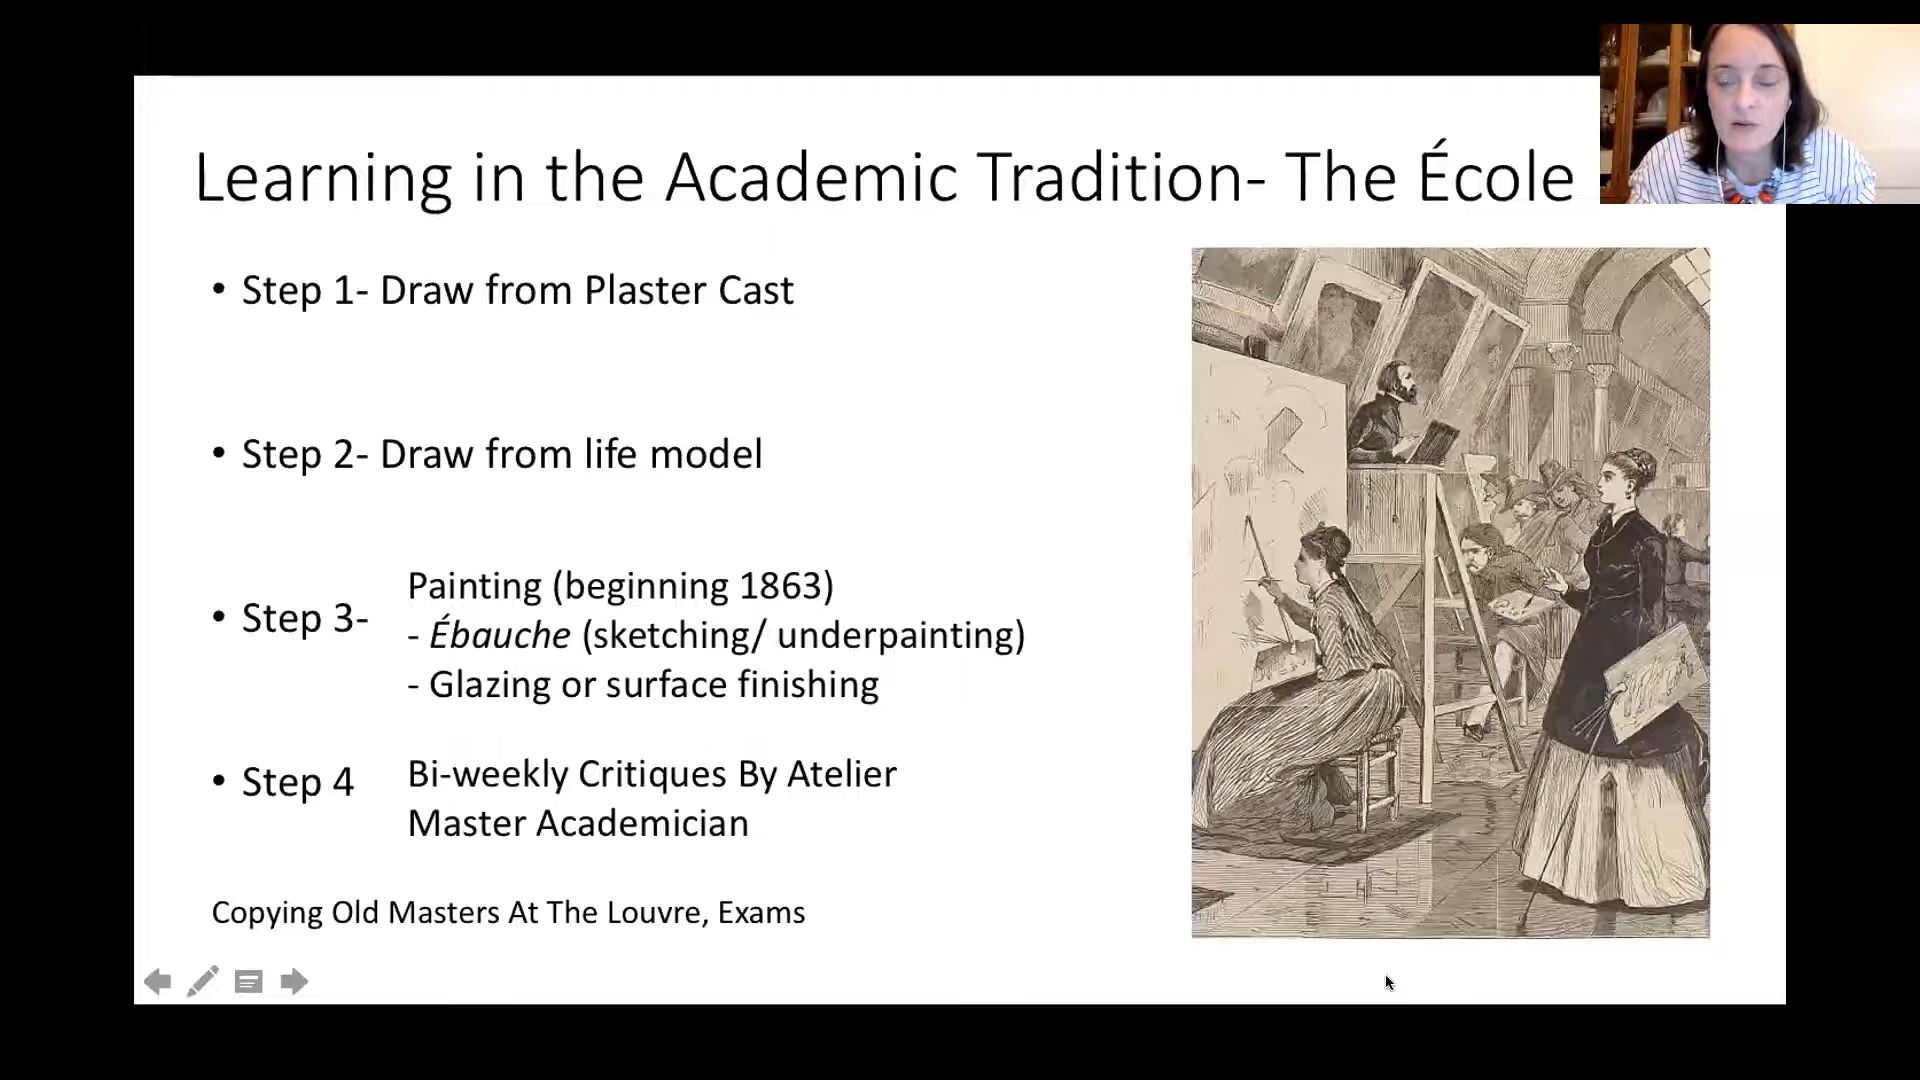 Learning in the Academic Tradition- The École
• Step 1- Draw from Plaster Cast
• Step 2- Draw from life model
• Step 3-
Painting (beginning 1863)
- Ébauche (sketching/ underpainting)
- Glazing or surface finishing
• Step 4
Bi-weekly Critiques By Atelier
Master Academician
Copying Old Masters At The Louvre, Exams